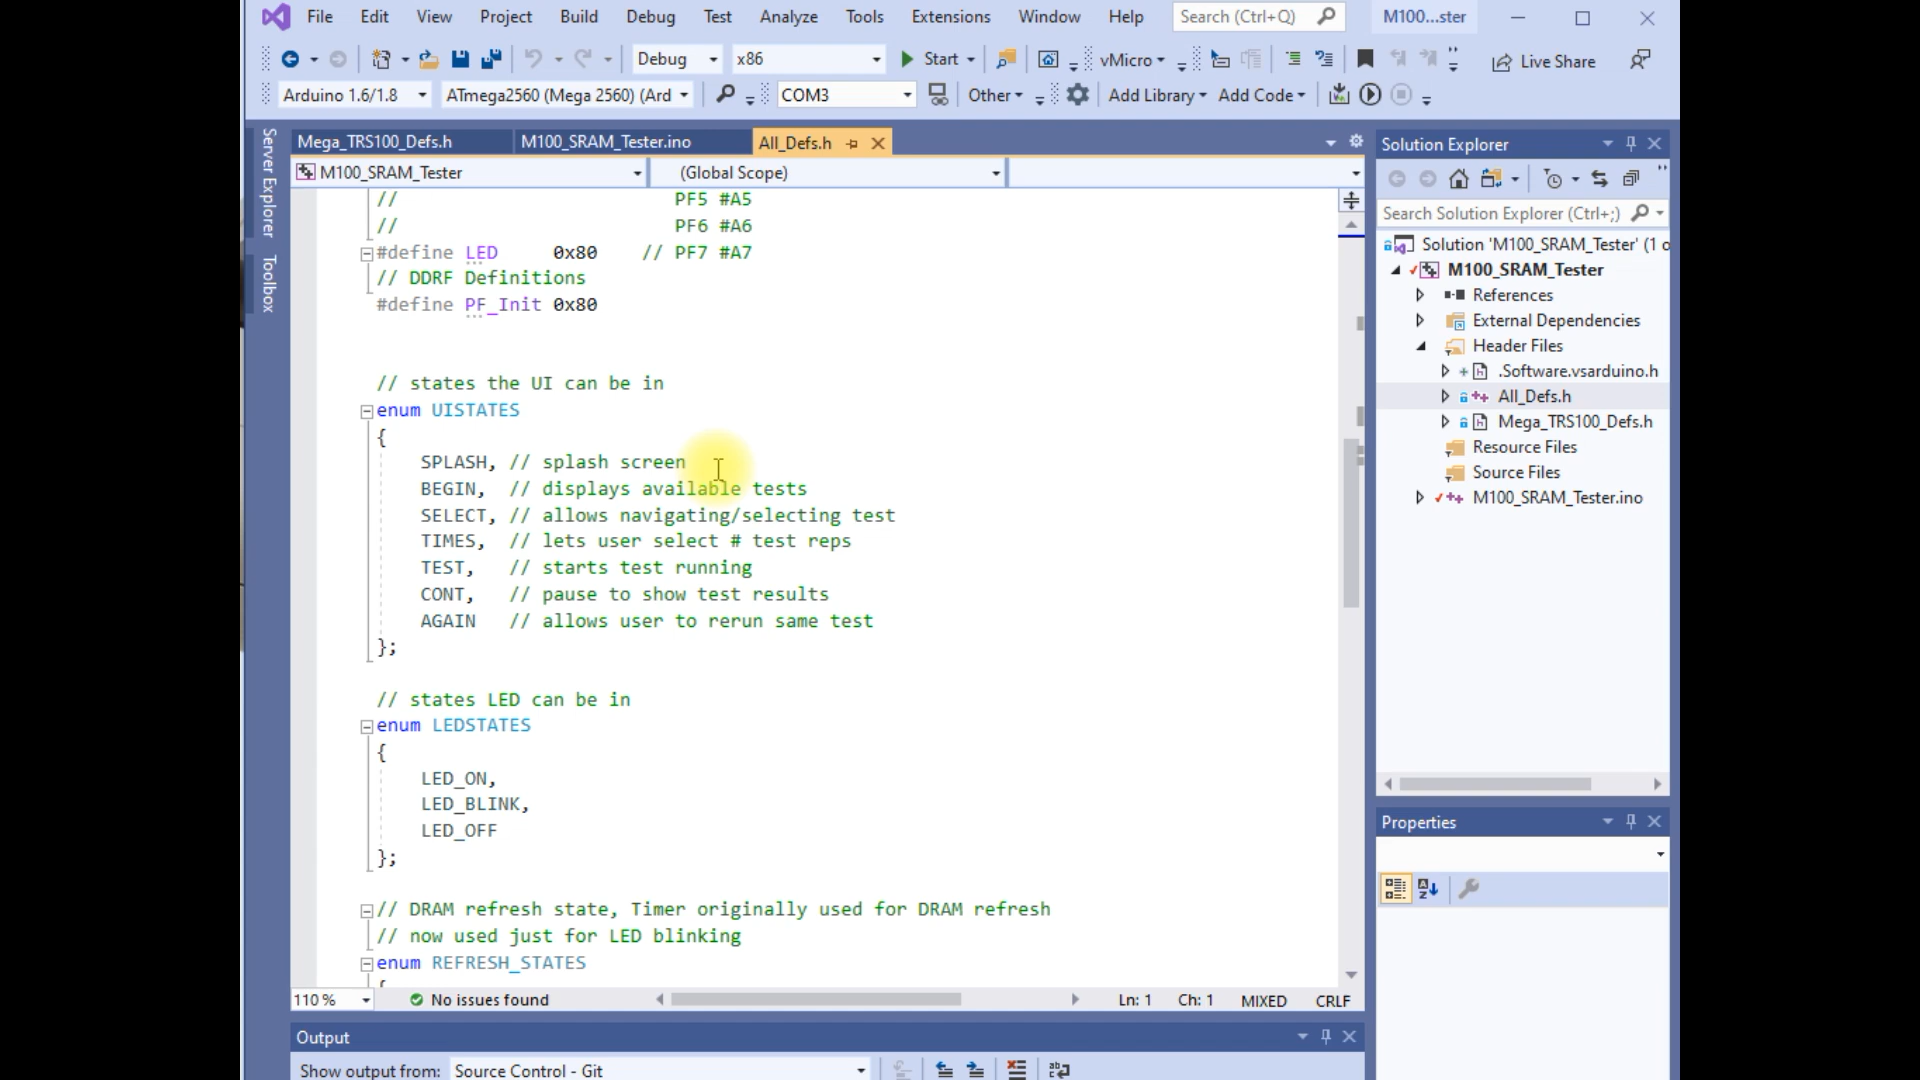 File Edit View Project Build Debug Test Analyze Tools Extensions Window Help Search (Ctrl+Q) M100...ster
Debug x86 Start vMicro Live Share
Arduino 1.6/1.8 ATmega2560 (Mega 2560) (Ard COM3 Other Add Library Add Code
Server Explorer
Toolbox
Mega_TRS100_Defs.h M100_SRAM_Tester.ino All_Defs.h
M100_SRAM_Tester (Global Scope)
// PF5 #A5
// PF6 #A6
#define LED 0x80 // PF7 #A7
// DDRF Definitions
#define PF_Init 0x80
// states the UI can be in
enum UISTATES
{
SPLASH, // splash screen
BEGIN, // displays available tests
SELECT, // allows navigating/selecting test
TIMES, // lets user select # test reps
TEST, // starts test running
CONT, // pause to show test results
AGAIN // allows user to rerun same test
};
// states LED can be in
enum LEDSTATES
{
LED_ON,
LED_BLINK,
LED_OFF
};
// DRAM refresh state, Timer originally used for DRAM refresh
// now used just for LED blinking
enum REFRESH_STATES
{
110 % No issues found Ln: 1 Ch: 1 MIXED CRLF
Output
Show output from: Source Control - Git
Solution Explorer
Search Solution Explorer (Ctrl+;)
Solution 'M100_SRAM_Tester' (1 o
M100_SRAM_Tester
References
External Dependencies
Header Files
.Software.vsarduino.h
All_Defs.h
Mega_TRS100_Defs.h
Resource Files
Source Files
M100_SRAM_Tester.ino
Properties